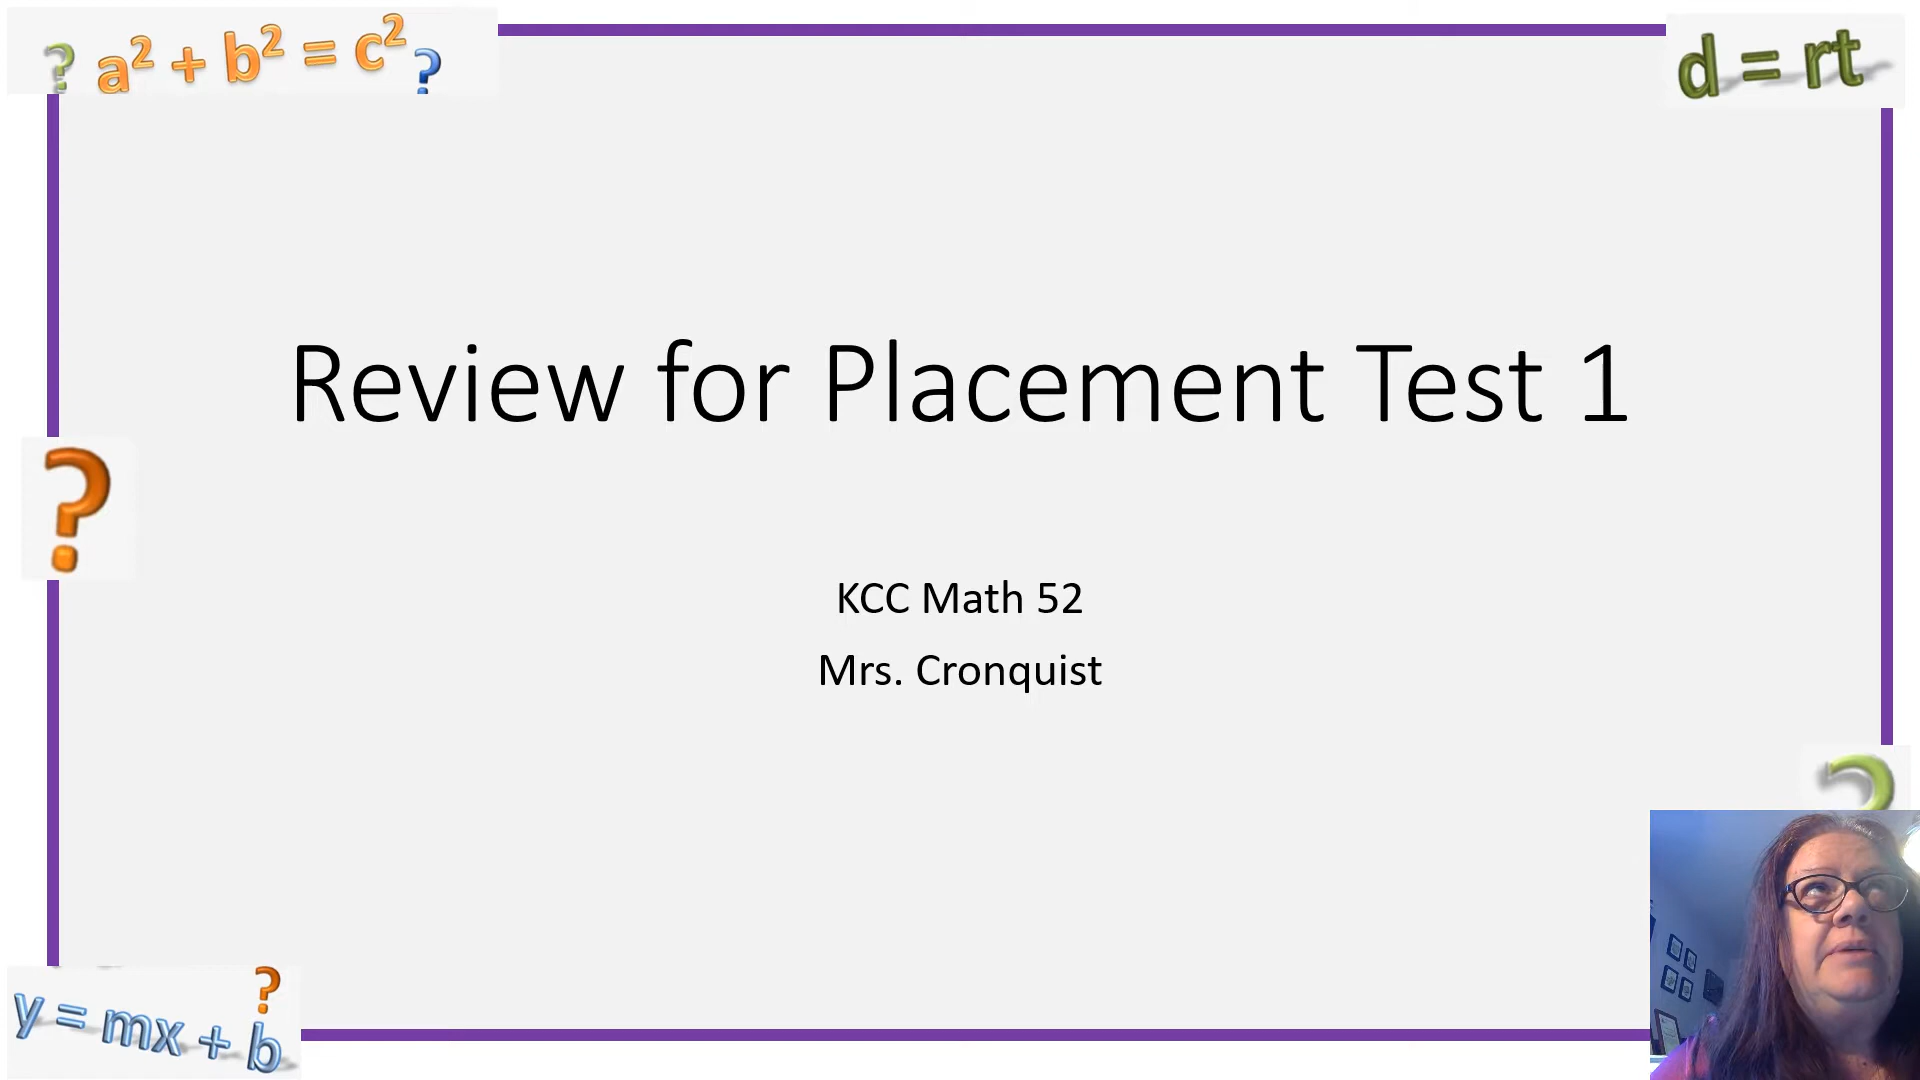 ? a² + b² = c² ?
d = rt
Review for Placement Test 1
?
KCC Math 52
Mrs. Cronquist
?
?
y = mx + b